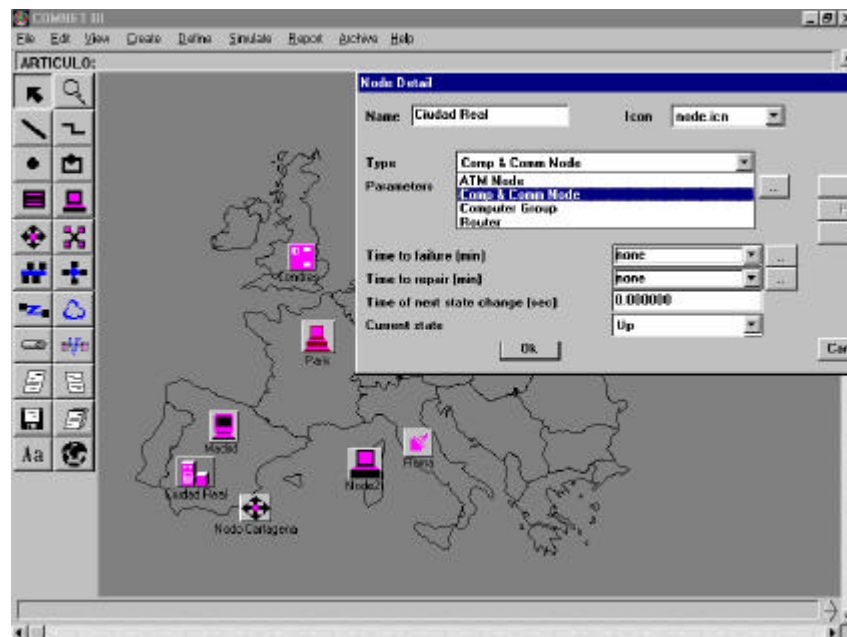 COMNET III
File Edit View Create Define Simulate Report Archive Help
ARTICULO:
Node Detail
Name Ciudad Real Icon node.icn
Type Comp & Comm Node
ATM Node
Parameters Comp & Comm Node ..
Computer Group
Router
Time to failure (min) none ..
Time to repair (min) none ..
Time of next state change (sec) 0.000000
Current state Up
Ok Can
Londres
Paris
Madrid
Ciudad Real
Node2
Roma
Nodo Cartagena
Aa